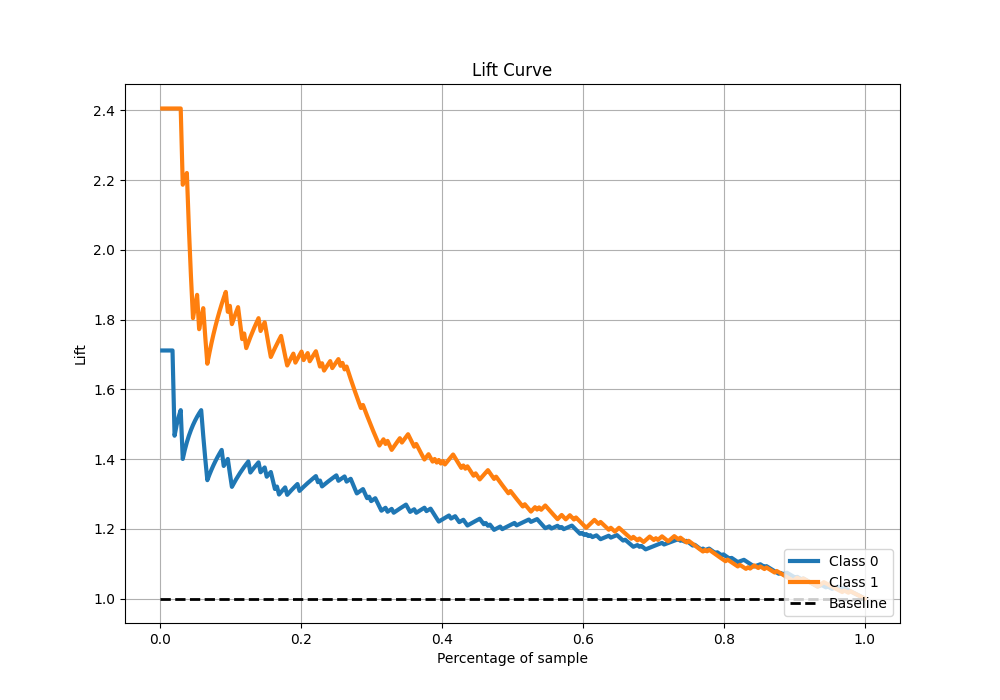 Lift Curve
Lift
2.4
2.2
2.0
1.8
1.6
1.4
1.2
1.0
0.0 0.2 0.4 0.6 0.8 1.0
Percentage of sample
Class 0
Class 1
Baseline